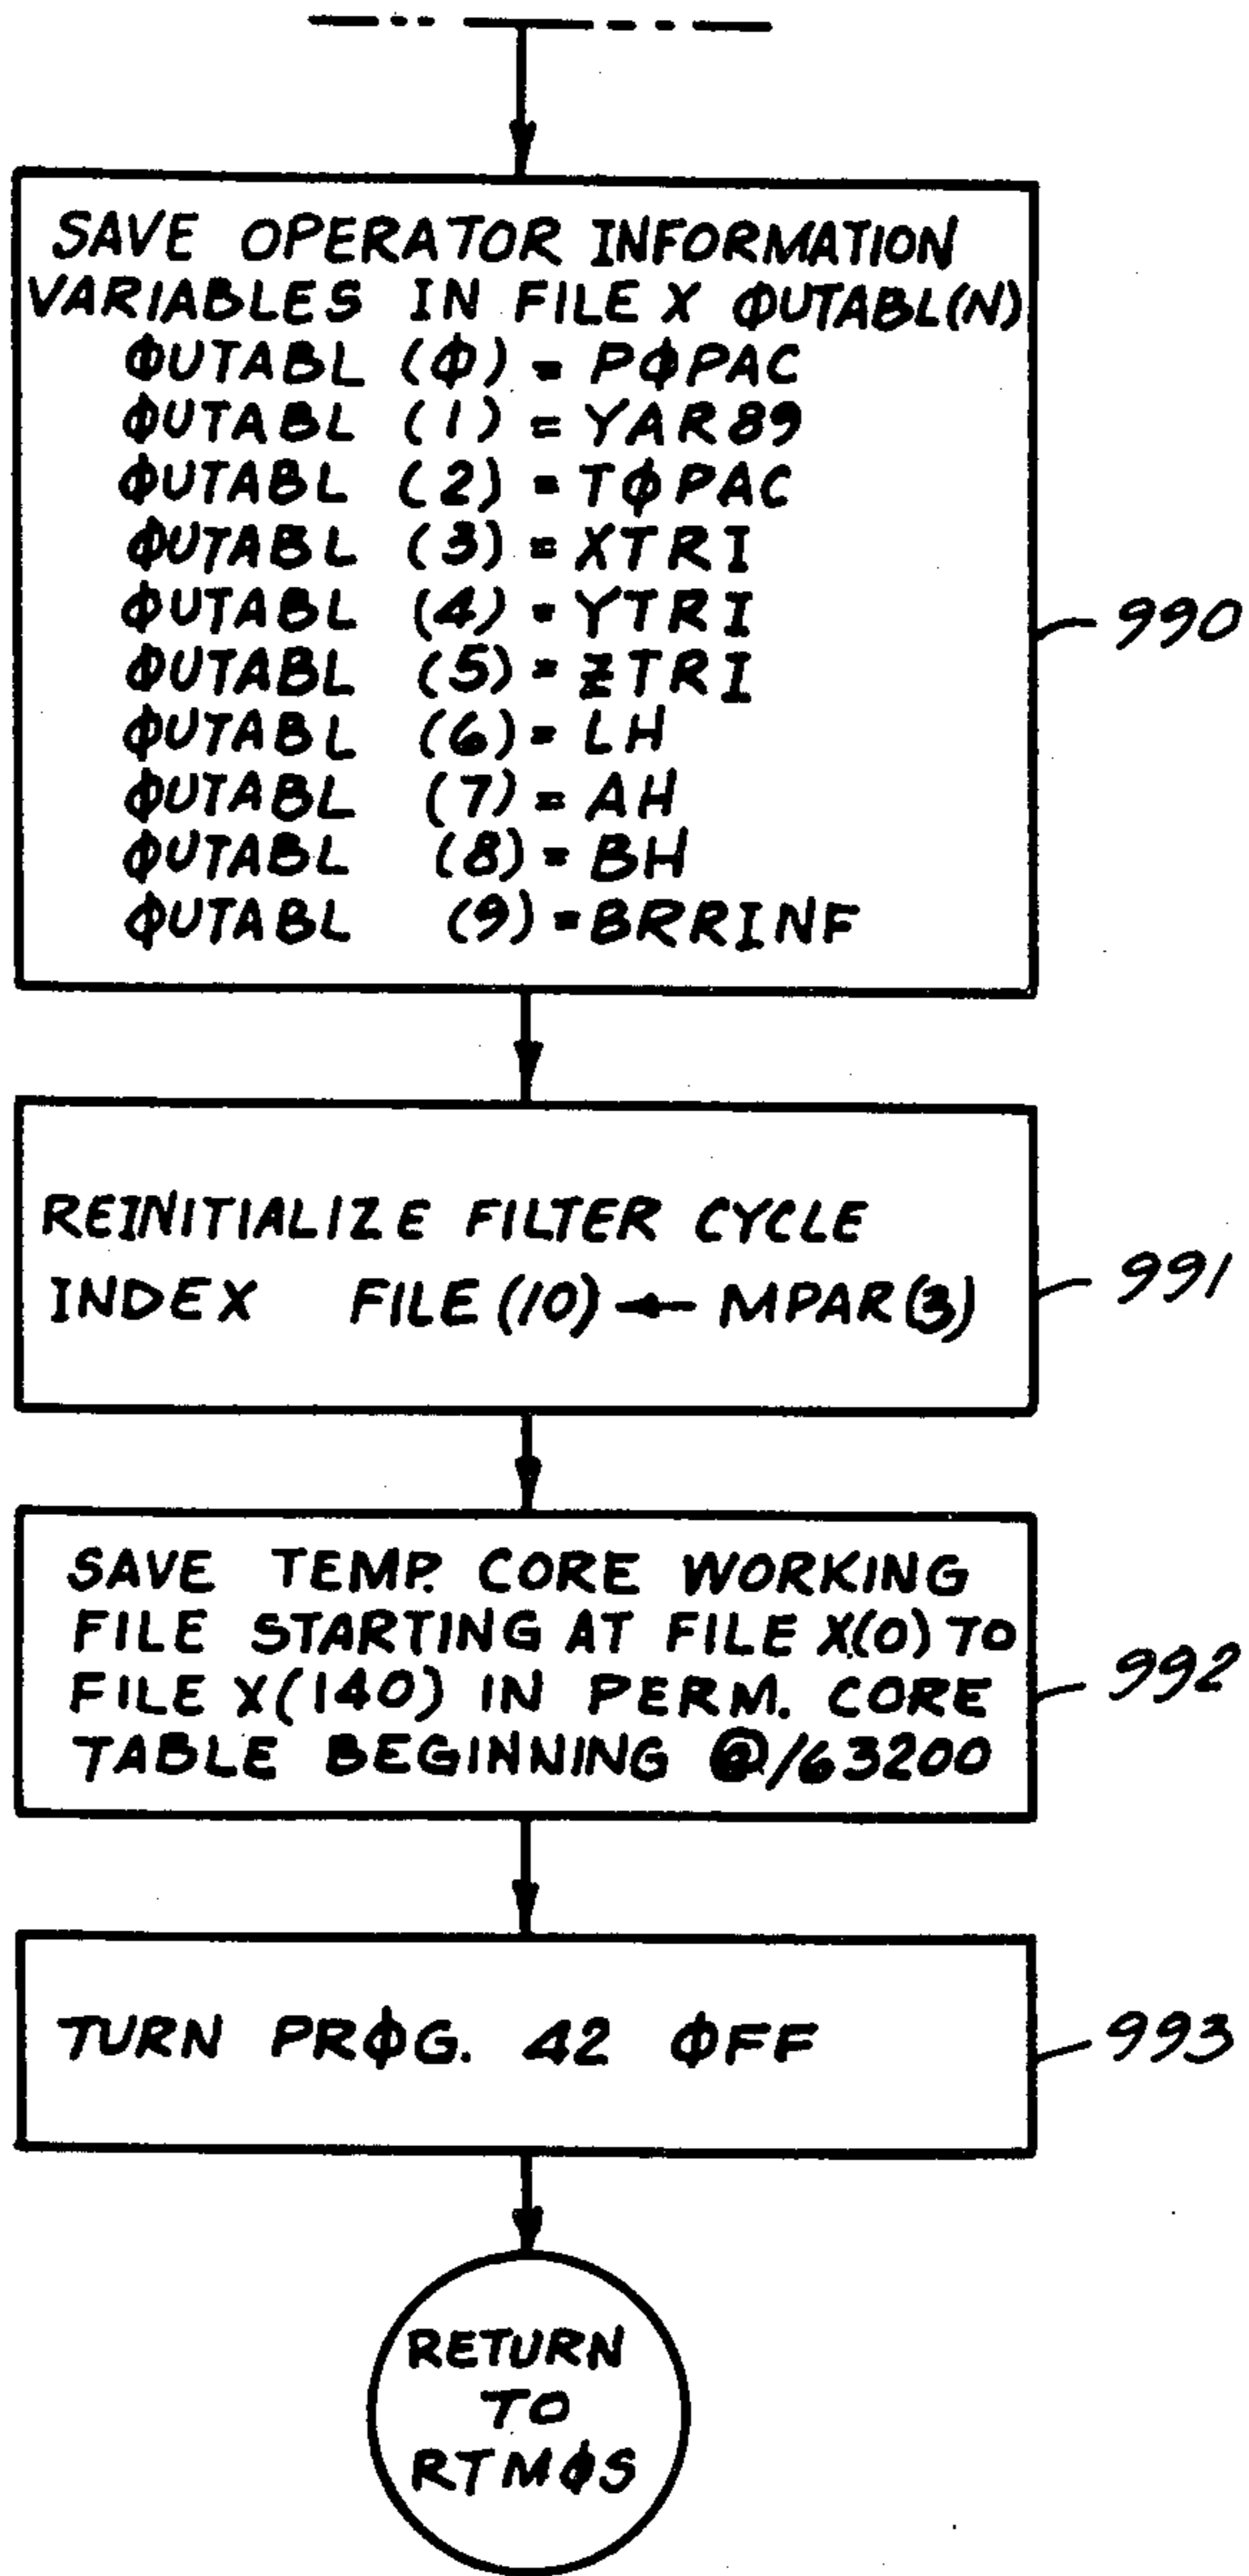 SAVE OPERATOR INFORMATION
VARIABLES IN FILE X ΦUTABL(N)
ΦUTABL (Φ) = PΦPAC
ΦUTABL (1) = YAR89
ΦUTABL (2) = TΦPAC
ΦUTABL (3) = XTRI
ΦUTABL (4) = YTRI
ΦUTABL (5) = ZTRI
ΦUTABL (6) = LH
ΦUTABL (7) = AH
ΦUTABL (8) = BH
ΦUTABL (9) = BRRINF
990
REINITIALIZE FILTER CYCLE
INDEX FILE(10) ← MPAR(3)
991
SAVE TEMP. CORE WORKING
FILE STARTING AT FILE X(0) TO
FILE X(140) IN PERM. CORE
TABLE BEGINNING @/63200
992
TURN PRΦG. 42 ΦFF
993
RETURN
TO
RTMΦS